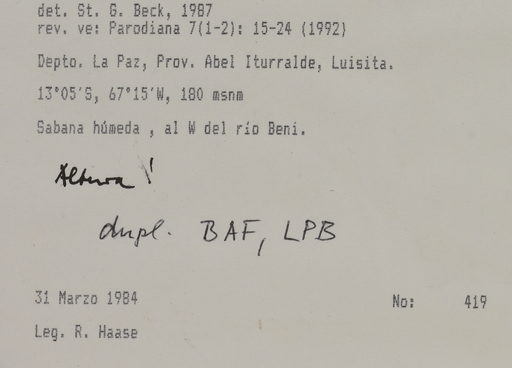 det. St. G. Beck, 1987
rev. ve: Parodiana 7(1-2): 15-24 (1992)
Depto. La Paz, Prov. Abel Iturralde, Luisita.
13°05'S, 67°15'W, 180 msnm
Sabana húmeda , al W del río Beni.
Altura !
dupl. BAF, LPB
31 Marzo 1984 No: 419
Leg. R. Haase